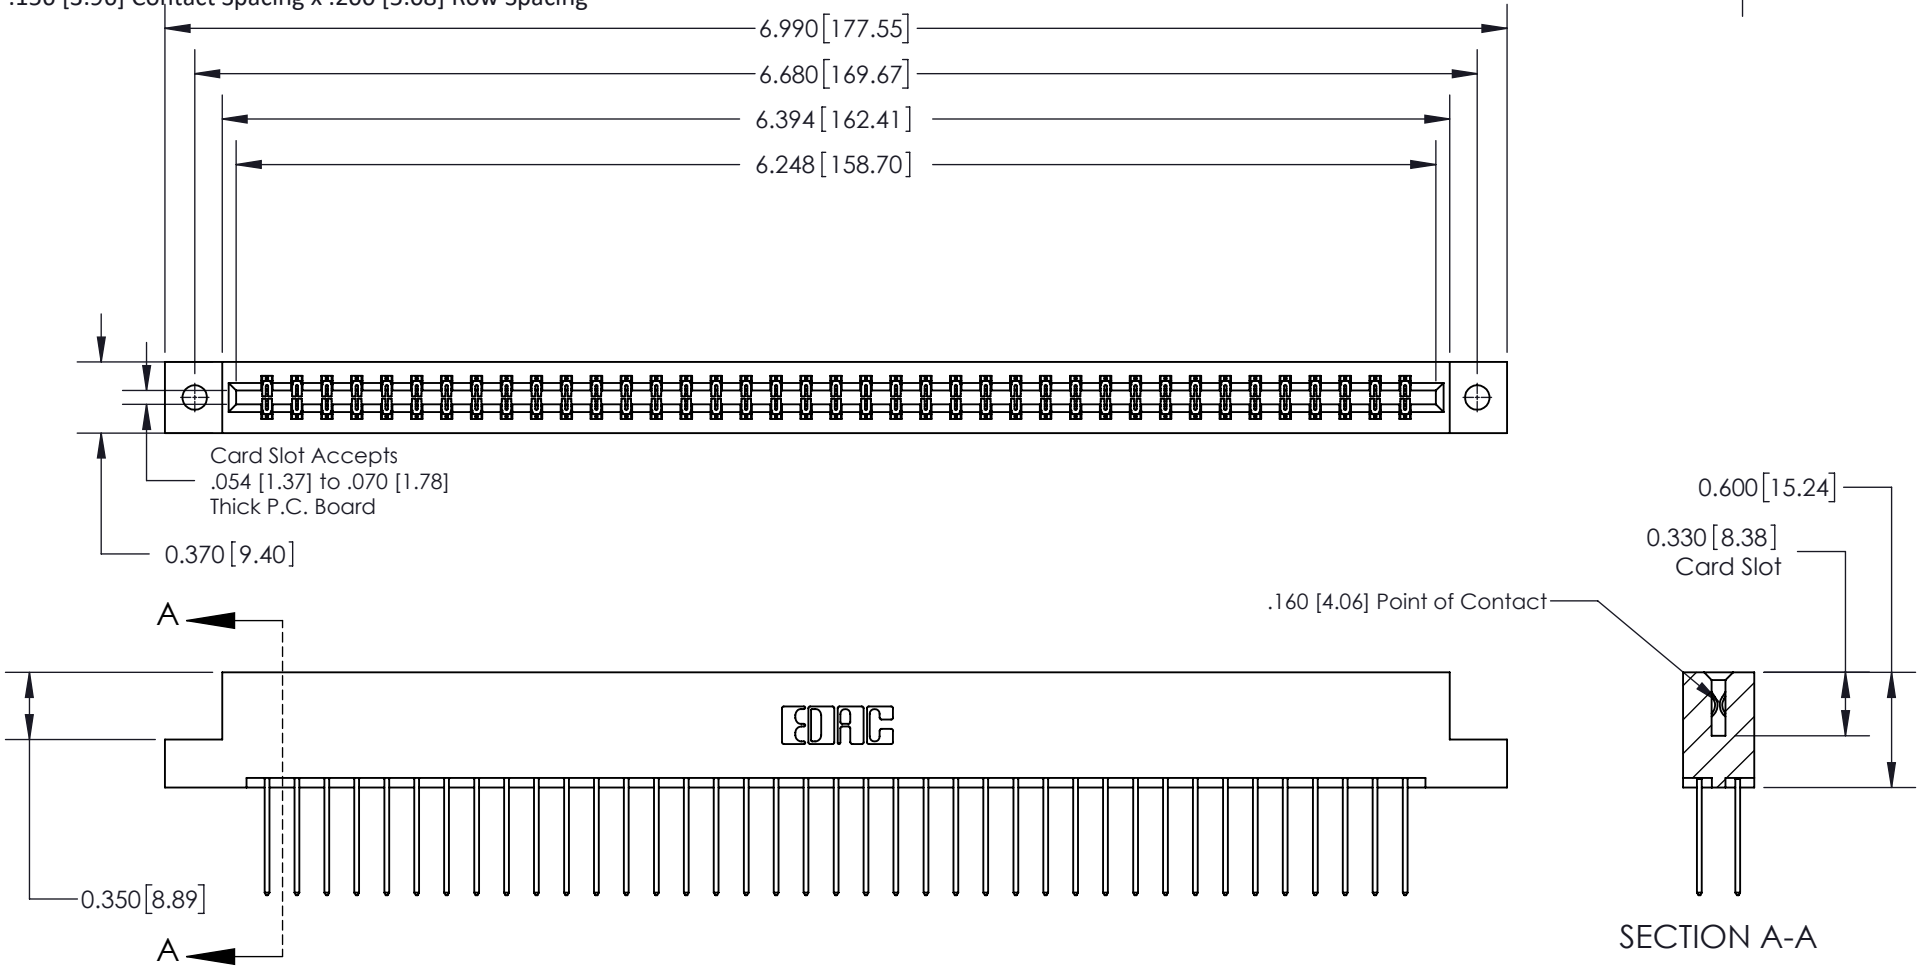 Contact Spacing x .200 [5.08] Row Spacing
6.990[177.55]
6.680[169.67]
6.394[162.41]
6.248[158.70]
Card Slot Accepts
.054 [1.37] to .070 [1.78]
Thick P.C. Board
0.370[9.40]
0.600[15.24]
0.330[8.38]
Card Slot
.160 [4.06] Point of Contact
A
EDAC
0.350[8.89]
A
SECTION A-A